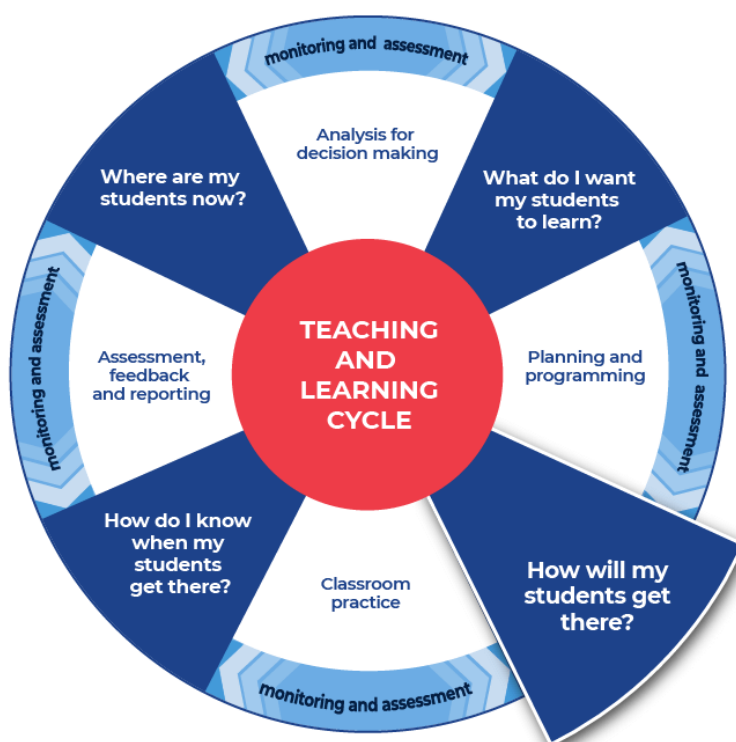 monitoring and assessment
Analysis for
decision making
Where are my
students now?
What do I want
my students
to learn?
monitoring and assessment
TEACHING
AND
LEARNING
CYCLE
Assessment,
feedback
and reporting
Planning and
programming
monitoring and assessment
How do I know
when my
students
get there?
Classroom
practice
How will my
students get
there?
monitoring and assessment